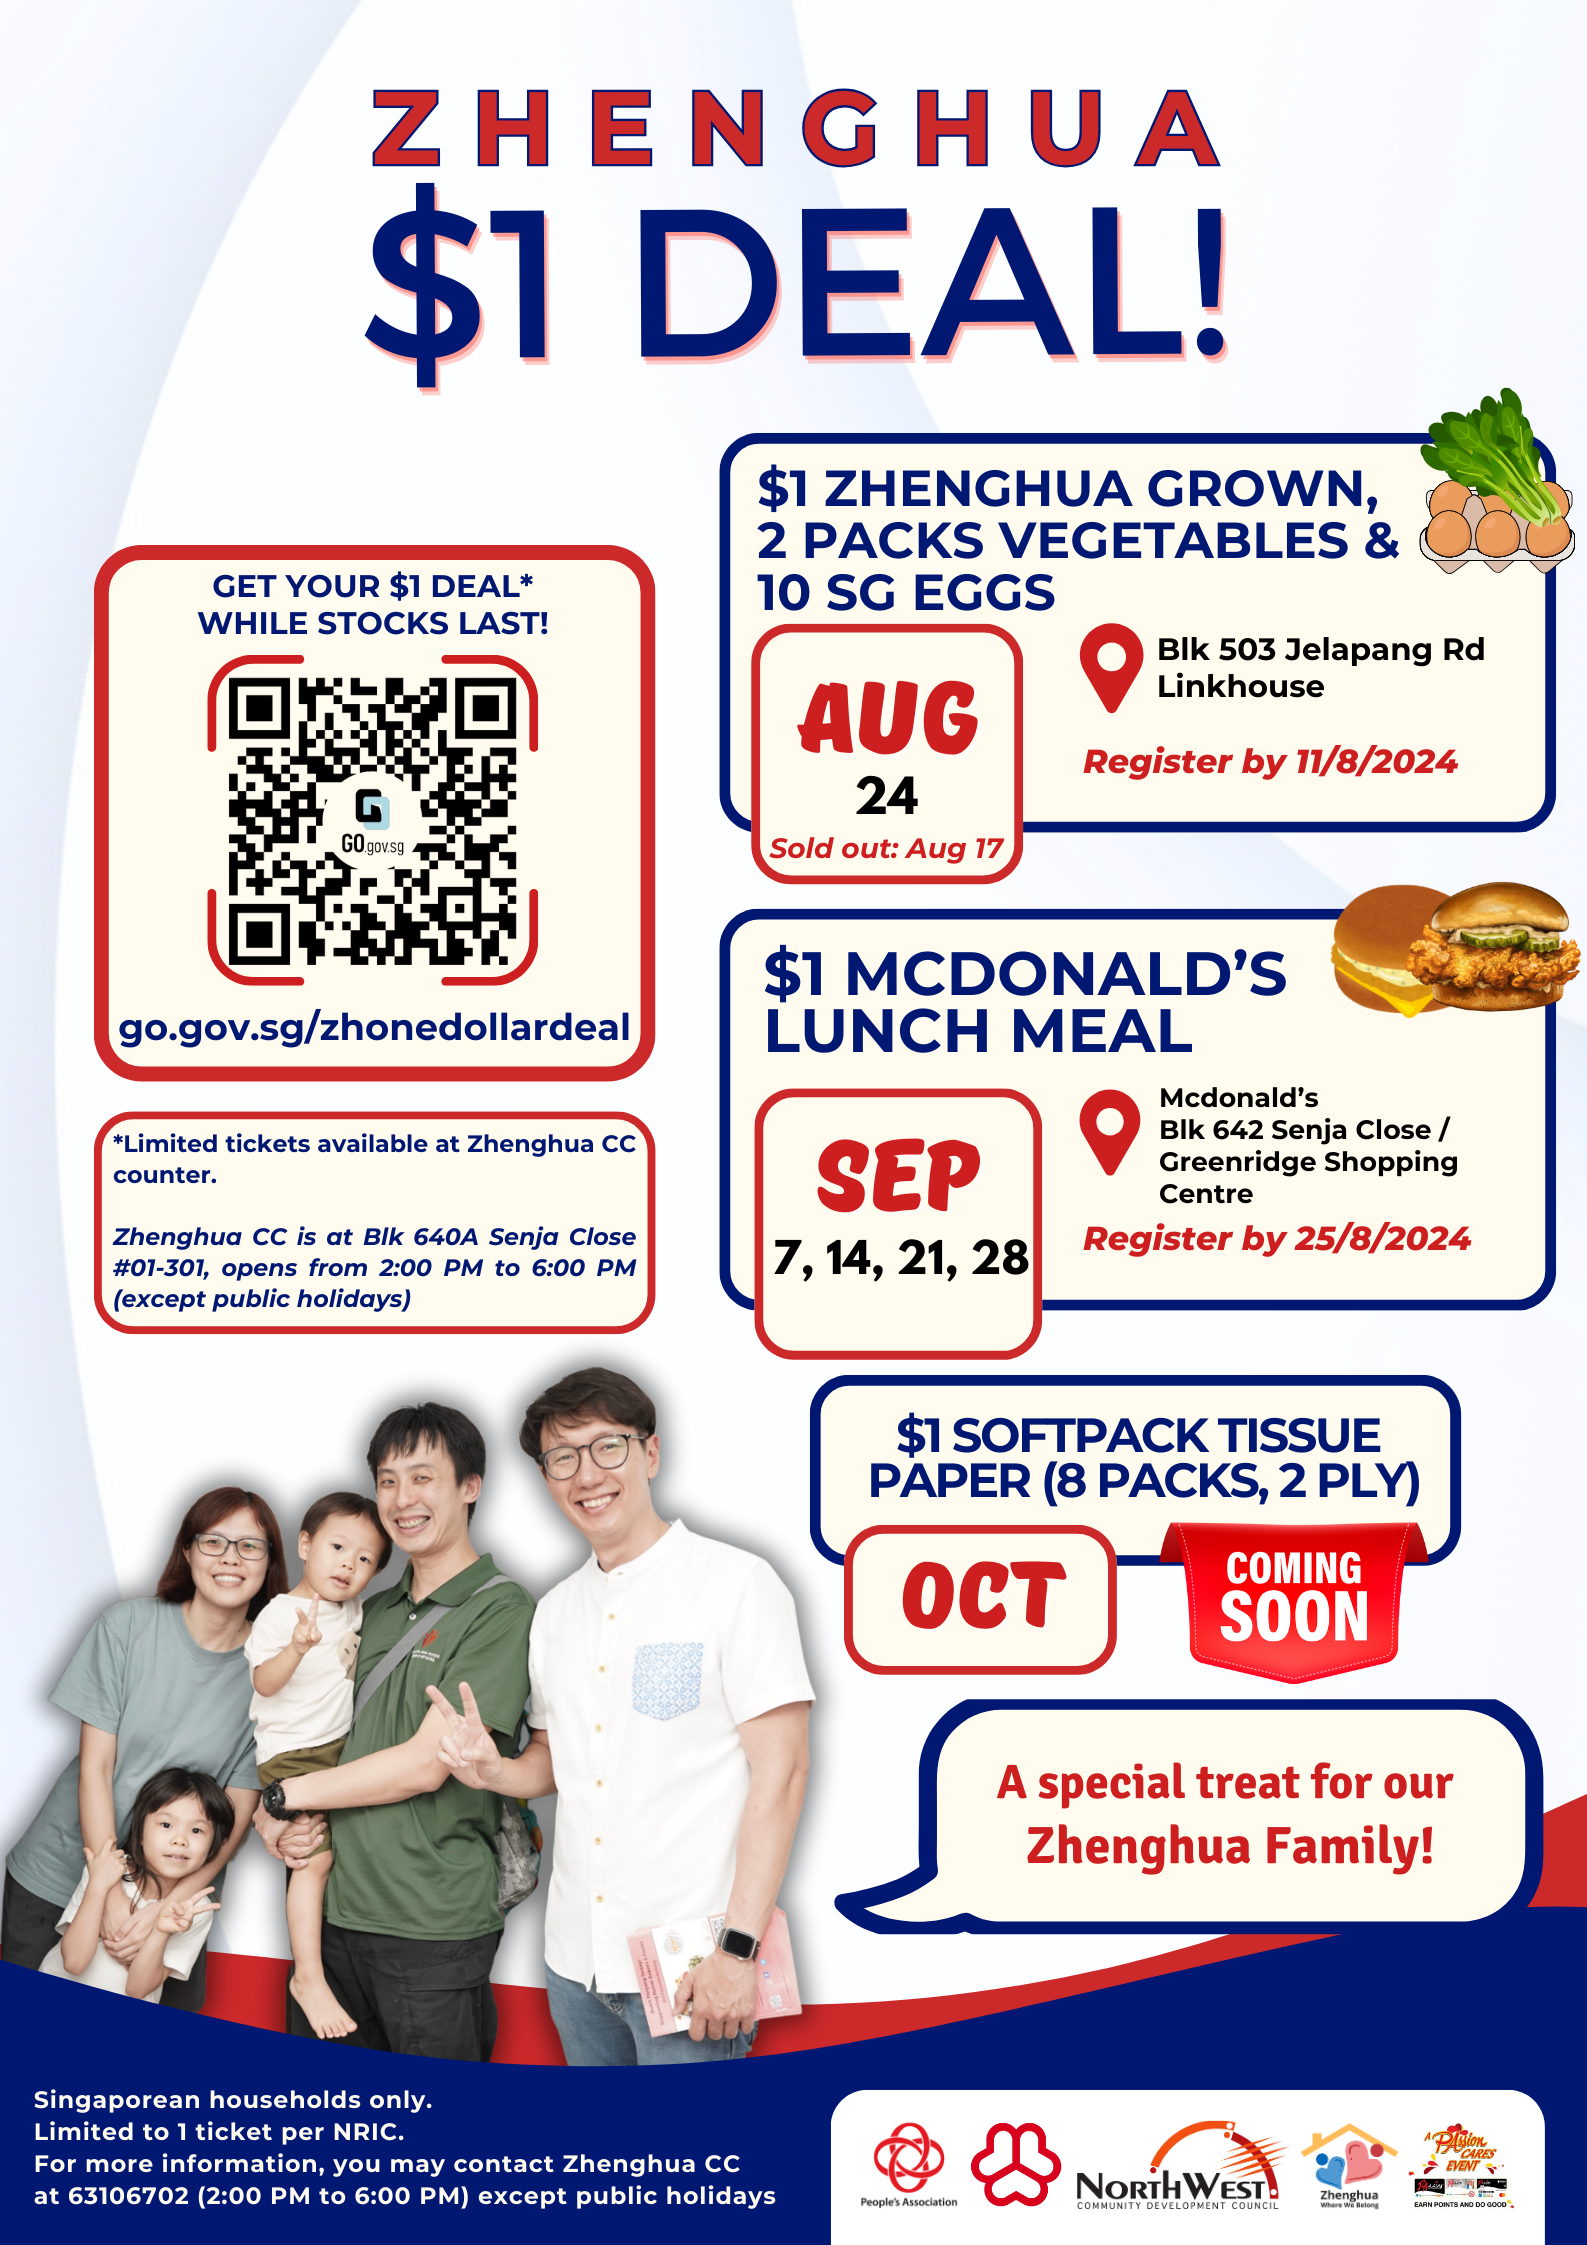 ZHENGHUA
$1 DEAL!
GET YOUR $1 DEAL*
WHILE STOCKS LAST!
GO.gov.sg
go.gov.sg/zhonedollardeal
*Limited tickets available at Zhenghua CC
counter.
Zhenghua CC is at Blk 640A Senja Close
#01-301, opens from 2:00 PM to 6:00 PM
(except public holidays)
$1 ZHENGHUA GROWN,
2 PACKS VEGETABLES &
10 SG EGGS
AUG
24
Sold out: Aug 17
Blk 503 Jelapang Rd
Linkhouse
Register by 11/8/2024
$1 MCDONALD'S
LUNCH MEAL
SEP
7, 14, 21, 28
Mcdonald's
Blk 642 Senja Close /
Greenridge Shopping
Centre
Register by 25/8/2024
$1 SOFTPACK TISSUE
PAPER (8 PACKS, 2 PLY)
OCT
COMING
SOON
A special treat for our
Zhenghua Family!
Singaporean households only.
Limited to 1 ticket per NRIC.
For more information, you may contact Zhenghua CC
at 63106702 (2:00 PM to 6:00 PM) except public holidays
People's Association
NORTHWEST
COMMUNITY DEVELOPMENT COUNCIL
Zhenghua
Where We Belong
A PAssion
CARES
EVENT
EARN POINTS AND DO GOOD